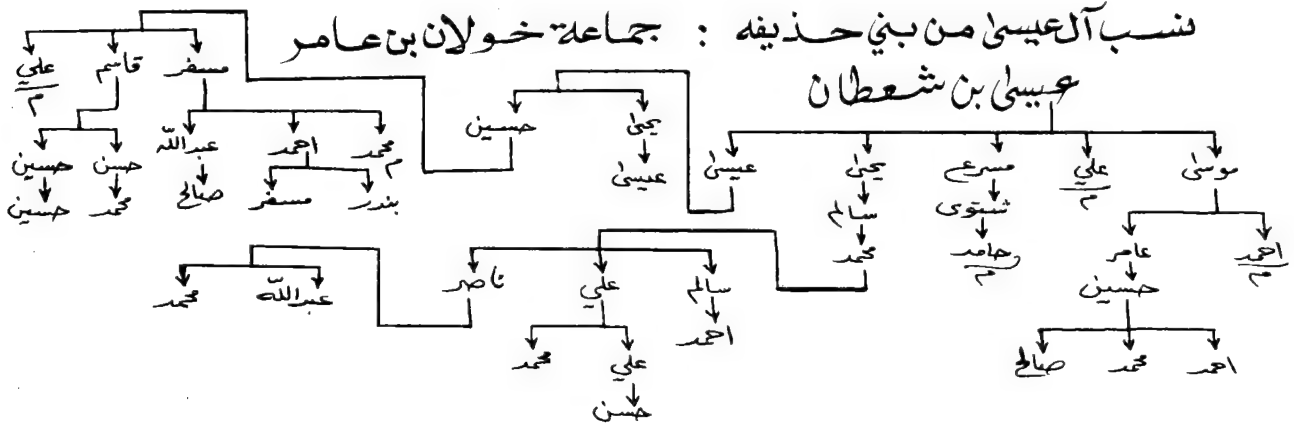 نسب آل عيسىٰ من بني حذيفه : جماعة خولان بن عامر
عيسىٰ بن شعطان
علي قاسم مسفر
م
حسين يحيىٰ
حسين حسن عبدالله احمد محمد
م
عيسىٰ
عيسىٰ يحيىٰ مسرع علي موسىٰ
م
حسين محمد صالح مسفر بندر
سالم شتوى
محمد حامد عامر احمد
م م
محمد عبدالله ناصر علي سالم
حسين
احمد
محمد علي
صالح محمد احمد
حسن